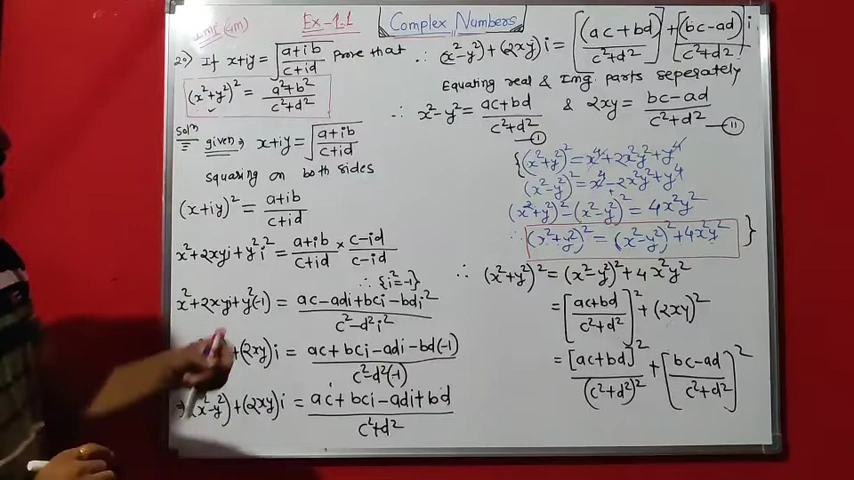 IMP (4m)
Ex-1.1
Complex Numbers
20) If x+iy = √((a+ib)/(c+id)) prove that
(x²+y²)² = (a²+b²)/(c²+d²)
Solⁿ given, x+iy = √((a+ib)/(c+id))
squaring on both sides
(x+iy)² = (a+ib)/(c+id)
x²+2xyi+y²i² = (a+ib)/(c+id) × (c-id)/(c-id)
∴ {i²=-1}
x²+2xyi+y²(-1) = (ac-adi+bci-bdi²)/(c²-d²i²)
+(2xy)i = (ac+bci-adi-bd(-1))/(c²-d²(-1))
⇒ (x²-y²)+(2xy)i = (ac+bci-adi+bd)/(c²+d²)
∴ (x²-y²)+(2xy)i = [(ac+bd)/(c²+d²)] + [(bc-ad)/(c²+d²)] i
Equating real & Img parts seperately
∴ x²-y² = (ac+bd)/(c²+d²) —(I) & 2xy = (bc-ad)/(c²+d²) —(II)
{(x²+y²)² = x⁴+2x²y²+y⁴
(x²-y²)² = x⁴-2x²y²+y⁴
(x²+y²)²-(x²-y²)² = 4x²y²
∴ (x²+y²)² = (x²-y²)²+4x²y² }
∴ (x²+y²)² = (x²-y²)²+4x²y²
= [(ac+bd)/(c²+d²)]² + (2xy)²
= [ac+bd]²/(c²+d²)² + [(bc-ad)/(c²+d²)]²